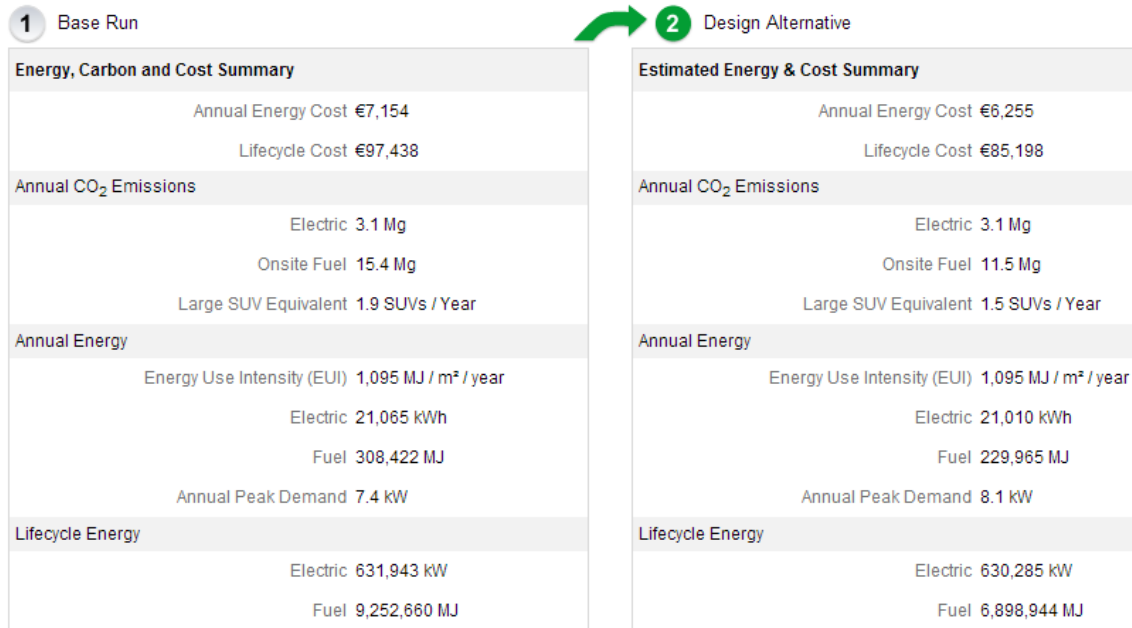 1 Base Run
Energy, Carbon and Cost Summary
Annual Energy Cost €7,154
Lifecycle Cost €97,438
Annual CO2 Emissions
Electric 3.1 Mg
Onsite Fuel 15.4 Mg
Large SUV Equivalent 1.9 SUVs / Year
Annual Energy
Energy Use Intensity (EUI) 1,095 MJ / m² / year
Electric 21,065 kWh
Fuel 308,422 MJ
Annual Peak Demand 7.4 kW
Lifecycle Energy
Electric 631,943 kW
Fuel 9,252,660 MJ
2 Design Alternative
Estimated Energy & Cost Summary
Annual Energy Cost €6,255
Lifecycle Cost €85,198
Annual CO2 Emissions
Electric 3.1 Mg
Onsite Fuel 11.5 Mg
Large SUV Equivalent 1.5 SUVs / Year
Annual Energy
Energy Use Intensity (EUI) 1,095 MJ / m² / year
Electric 21,010 kWh
Fuel 229,965 MJ
Annual Peak Demand 8.1 kW
Lifecycle Energy
Electric 630,285 kW
Fuel 6,898,944 MJ